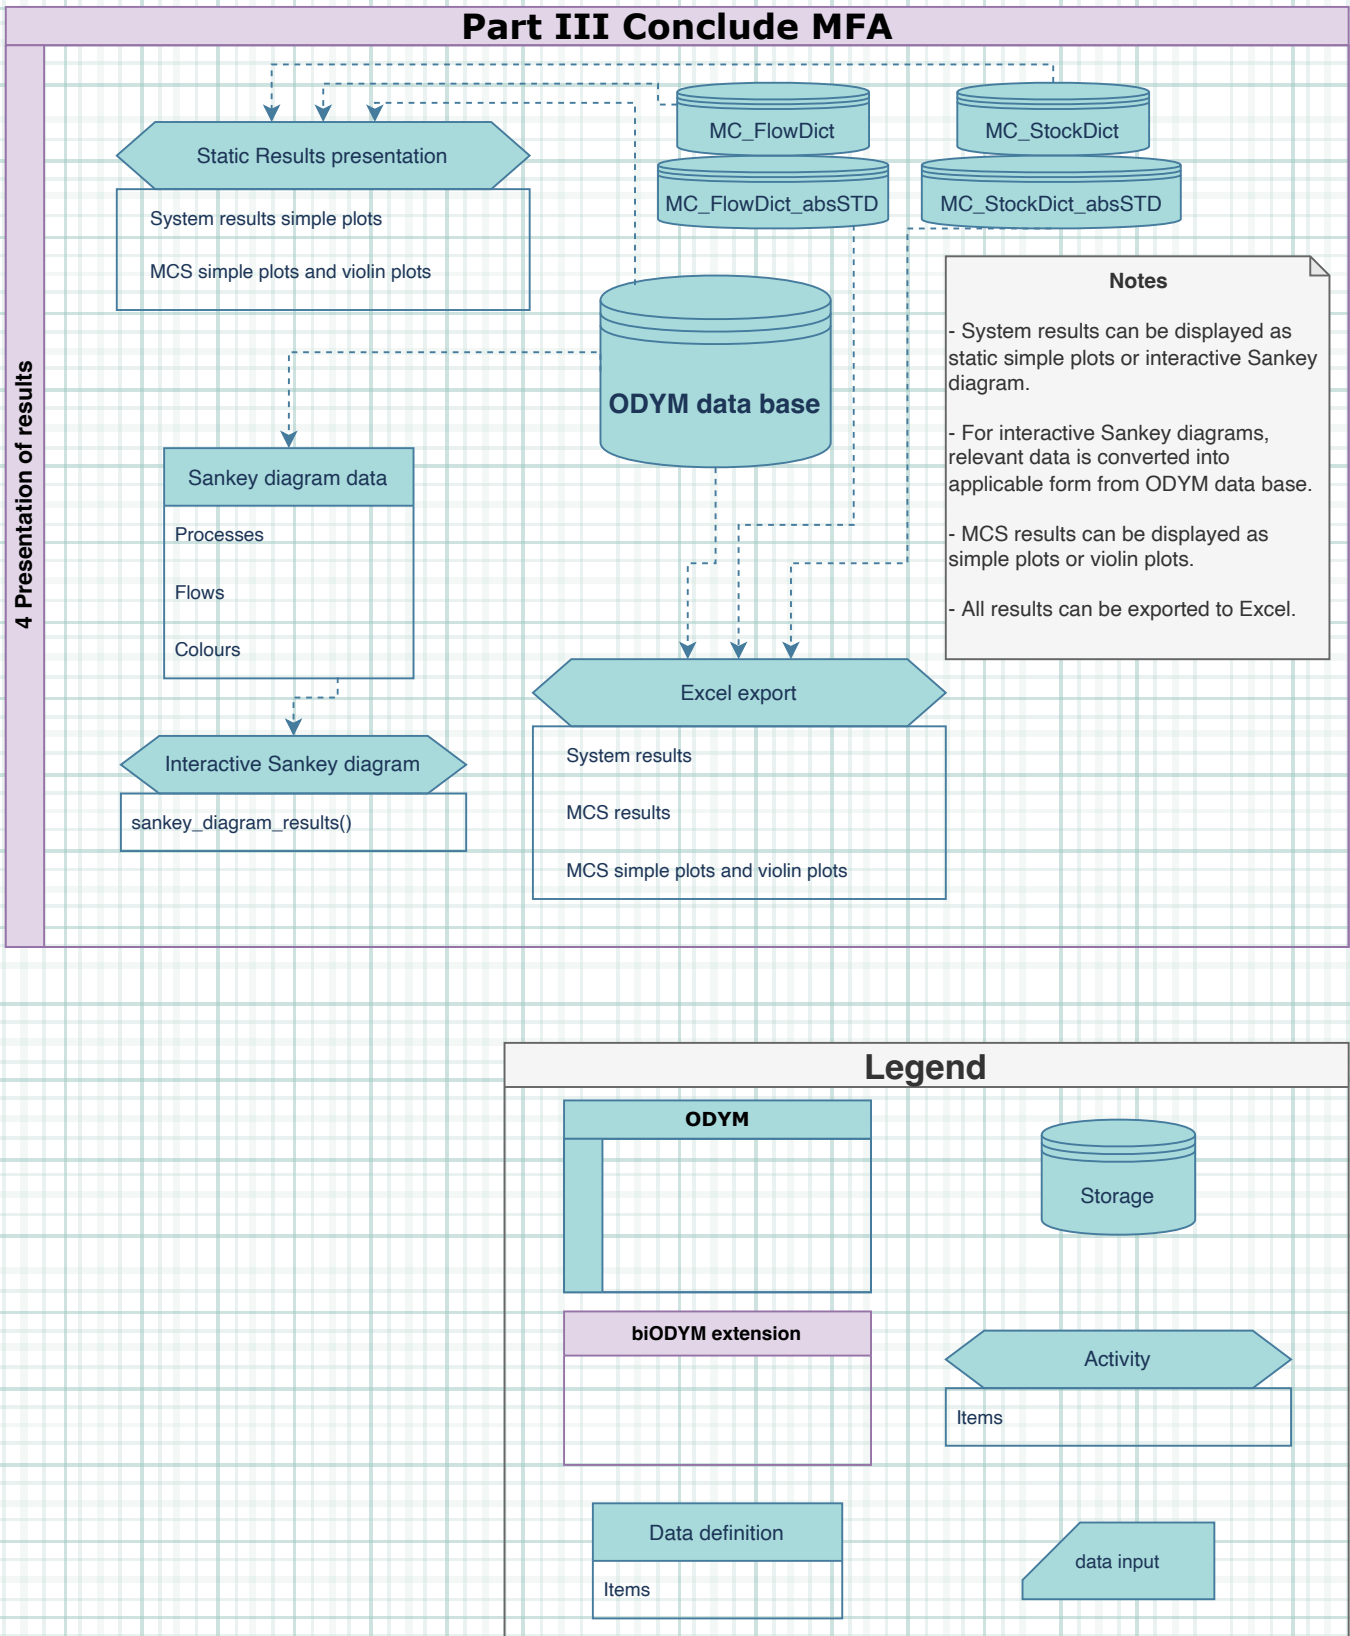 Part III Conclude MFA
4 Presentation of results
Static Results presentation
System results simple plots
MCS simple plots and violin plots
MC_FlowDict
MC_FlowDict_absSTD
MC_StockDict
MC_StockDict_absSTD
ODYM data base
Notes
- System results can be displayed as
static simple plots or interactive Sankey
diagram.
- For interactive Sankey diagrams,
relevant data is converted into
applicable form from ODYM data base.
- MCS results can be displayed as
simple plots or violin plots.
- All results can be exported to Excel.
Sankey diagram data
Processes
Flows
Colours
Interactive Sankey diagram
sankey_diagram_results()
Excel export
System results
MCS results
MCS simple plots and violin plots
Legend
ODYM
Storage
biODYM extension
Activity
Items
Data definition
Items
data input